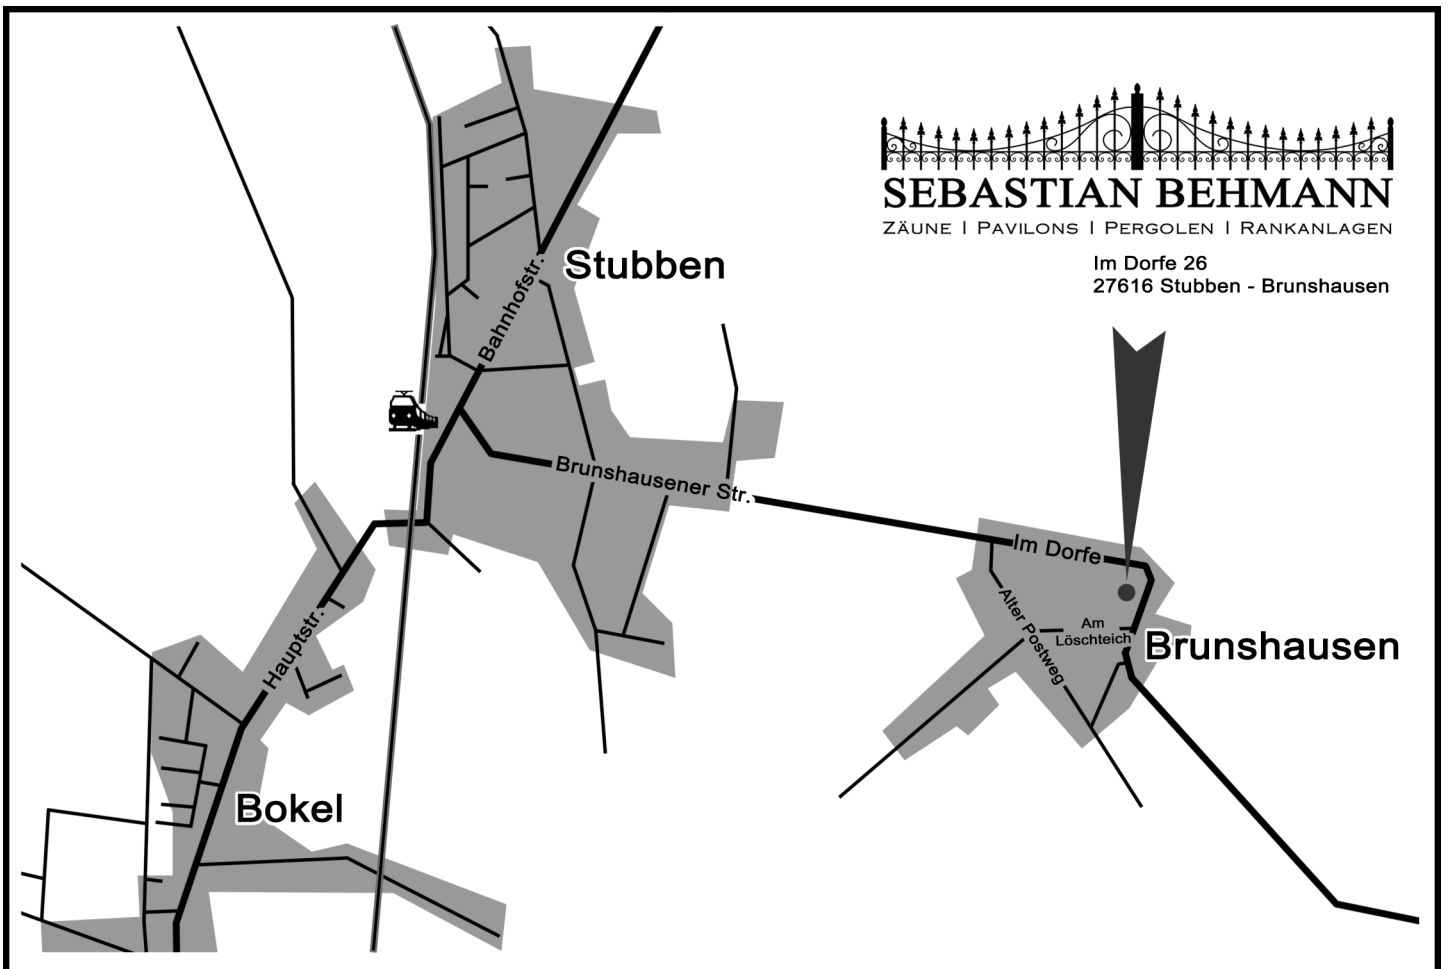 SEBASTIAN BEHMANN
ZÄUNE | PAVILONS | PERGOLEN | RANKANLAGEN
Im Dorfe 26
27616 Stubben - Brunshausen
Stubben
Bahnhofstr.
Brunshausener Str.
Im Dorfe
Alter Postweg
Am
Löschteich
Brunshausen
Hauptstr.
Bokel